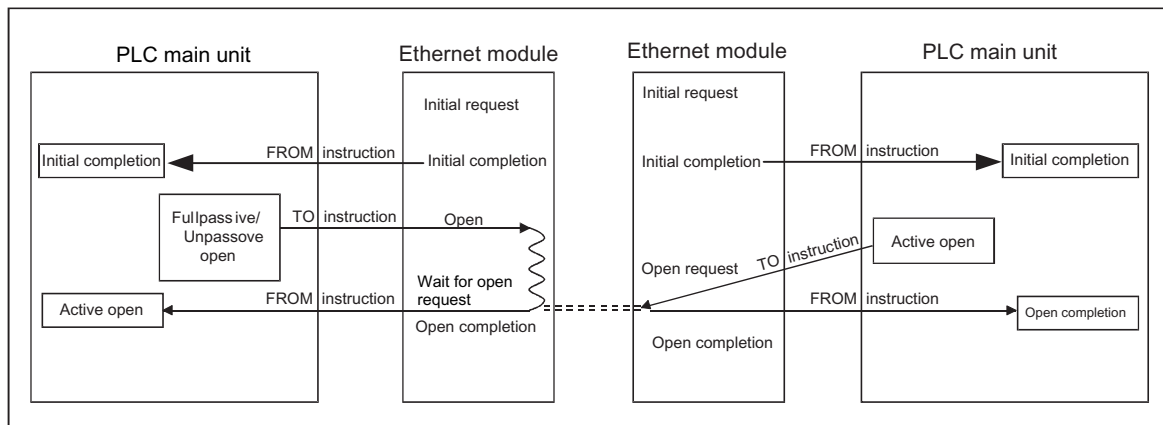 PLC main unit
Ethernet module
Ethernet module
PLC main unit
Initial request
Initial request
Initial completion
FROM instruction
Initial completion
Initial completion
FROM instruction
Initial completion
Fullpassive/
Unpassove
open
TO instruction
Open
Active open
TO instruction
Open request
Wait for open
request
Active open
FROM instruction
Open completion
FROM instruction
Open completion
Open completion